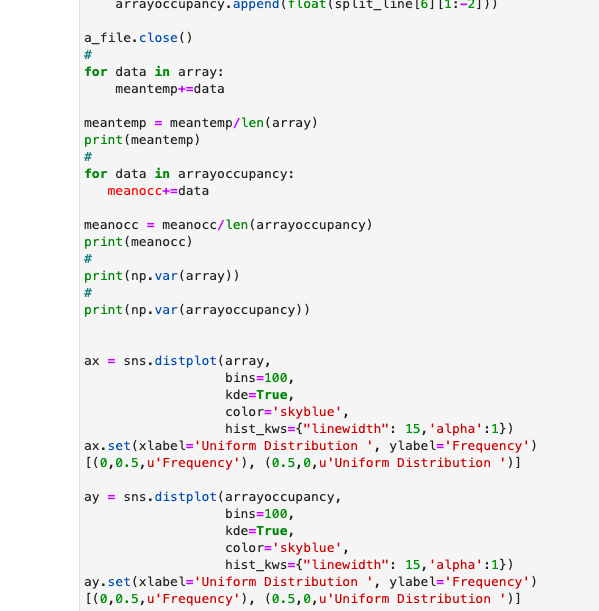 arrayoccupancy.append(float(split_line[6][1:-2]))
a_file.close()
#
for data in array:
    meantemp+=data
meantemp = meantemp/len(array)
print(meantemp)
#
for data in arrayoccupancy:
   meanocc+=data
meanocc = meanocc/len(arrayoccupancy)
print(meanocc)
#
print(np.var(array))
#
print(np.var(arrayoccupancy))
ax = sns.distplot(array,
                  bins=100,
                  kde=True,
                  color='skyblue',
                  hist_kws={"linewidth": 15,'alpha':1})
ax.set(xlabel='Uniform Distribution ', ylabel='Frequency')
[(0,0.5,u'Frequency'), (0.5,0,u'Uniform Distribution ')]
ay = sns.distplot(arrayoccupancy,
                  bins=100,
                  kde=True,
                  color='skyblue',
                  hist_kws={"linewidth": 15,'alpha':1})
ay.set(xlabel='Uniform Distribution ', ylabel='Frequency')
[(0,0.5,u'Frequency'), (0.5,0,u'Uniform Distribution ')]